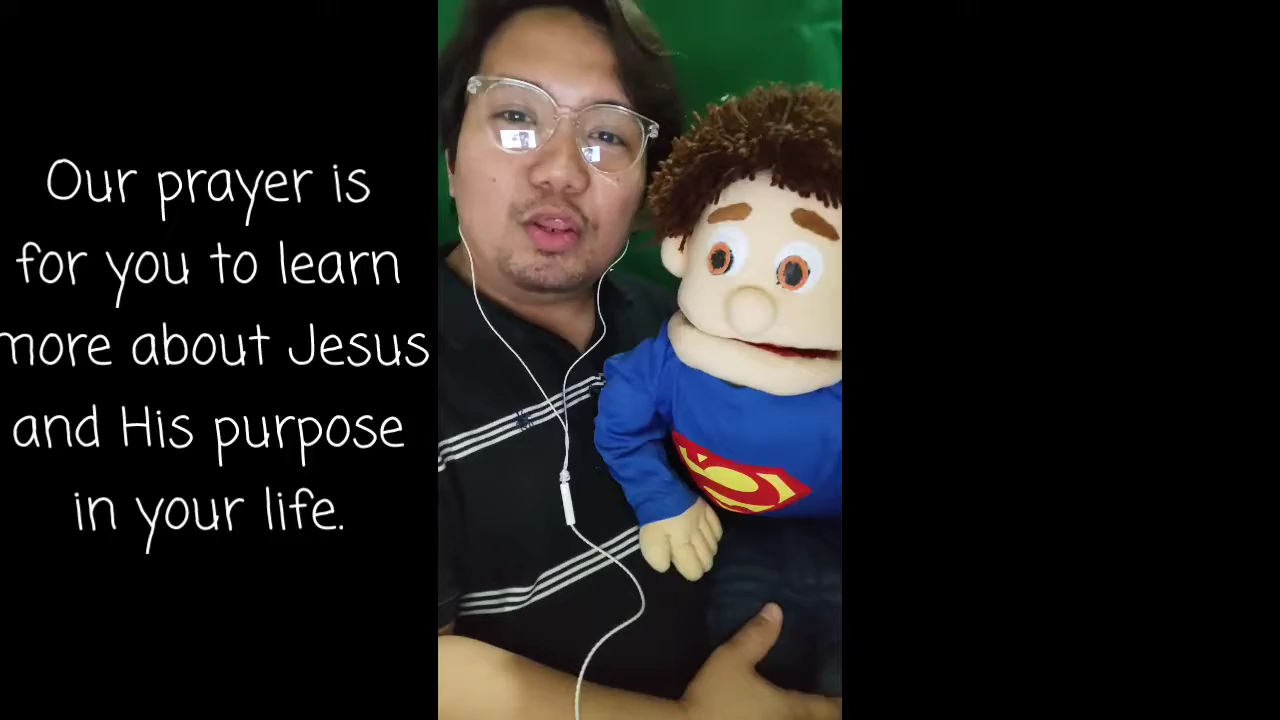 Our prayer is
for you to learn
more about Jesus
and His purpose
in your life.